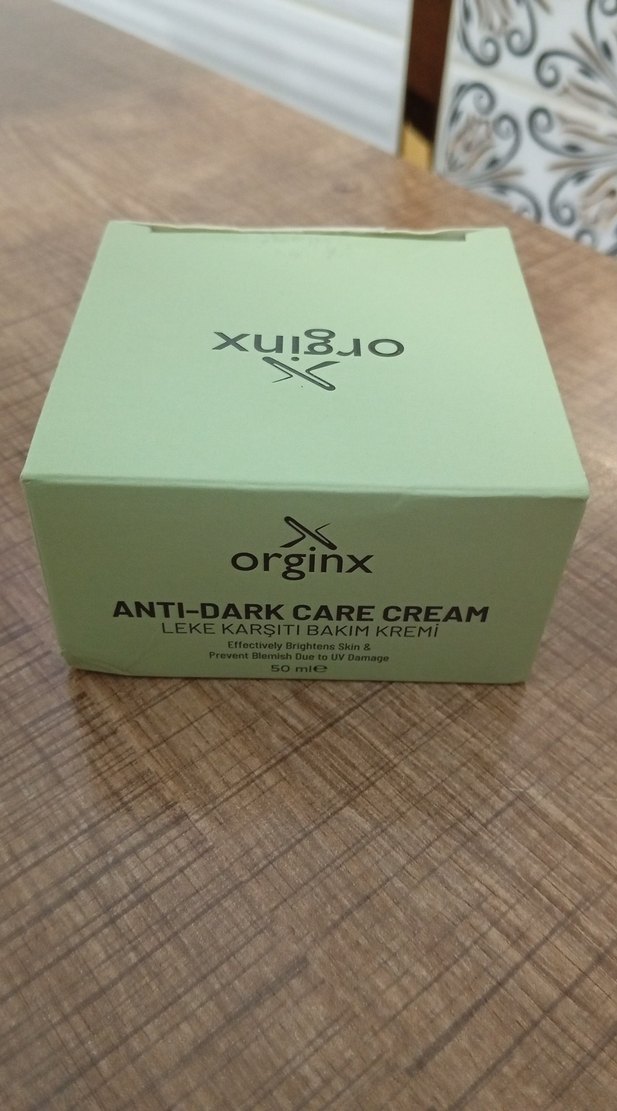 orginx
orginx
ANTI-DARK CARE CREAM
LEKE KARŞITI BAKIM KREMİ
Effectively Brightens Skin &
Prevent Blemish Due to UV Damage
50 ml℮